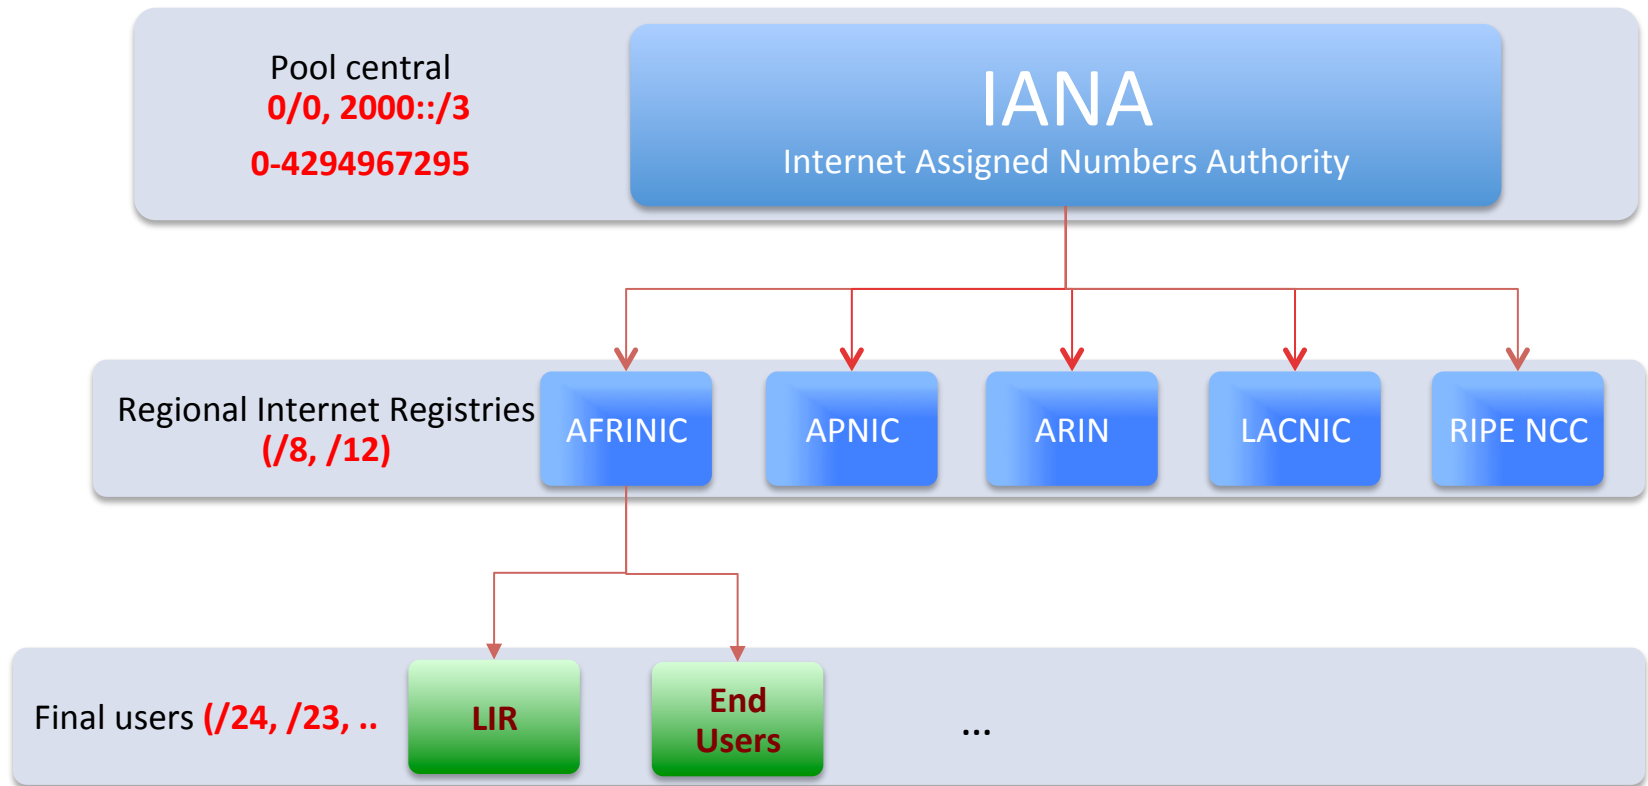 Pool central
0/0, 2000::/3
0-4294967295
IANA
Internet Assigned Numbers Authority
Regional Internet Registries
(/8, /12)
AFRINIC
APNIC
ARIN
LACNIC
RIPE NCC
Final users (/24, /23, ..
LIR
End
Users
...